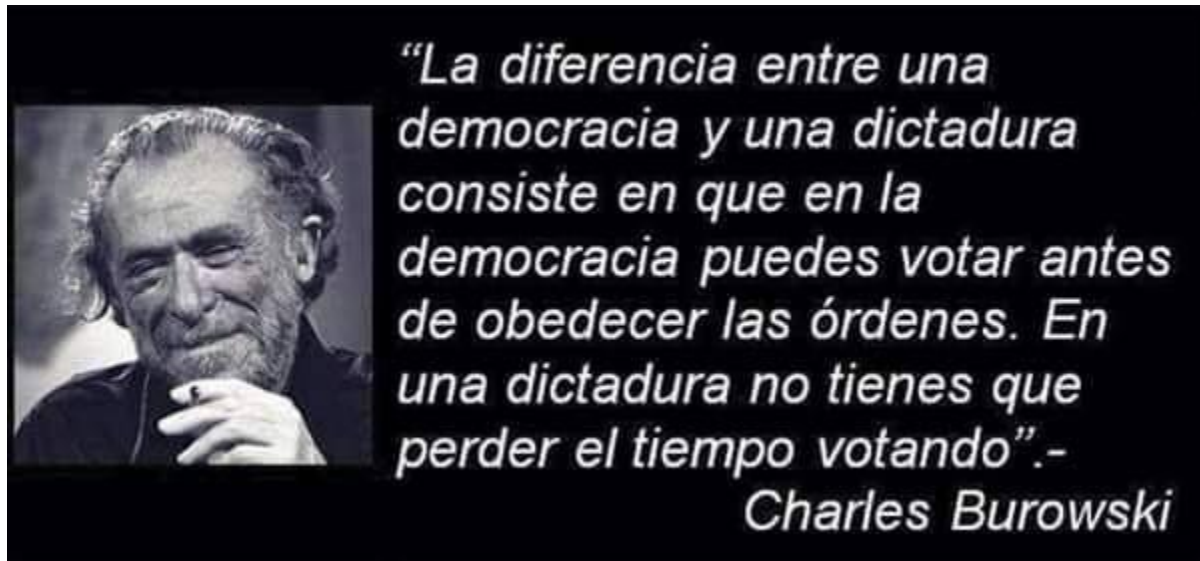 “La diferencia entre una
democracia y una dictadura
consiste en que en la
democracia puedes votar antes
de obedecer las órdenes. En
una dictadura no tienes que
perder el tiempo votando”.-
Charles Burowski